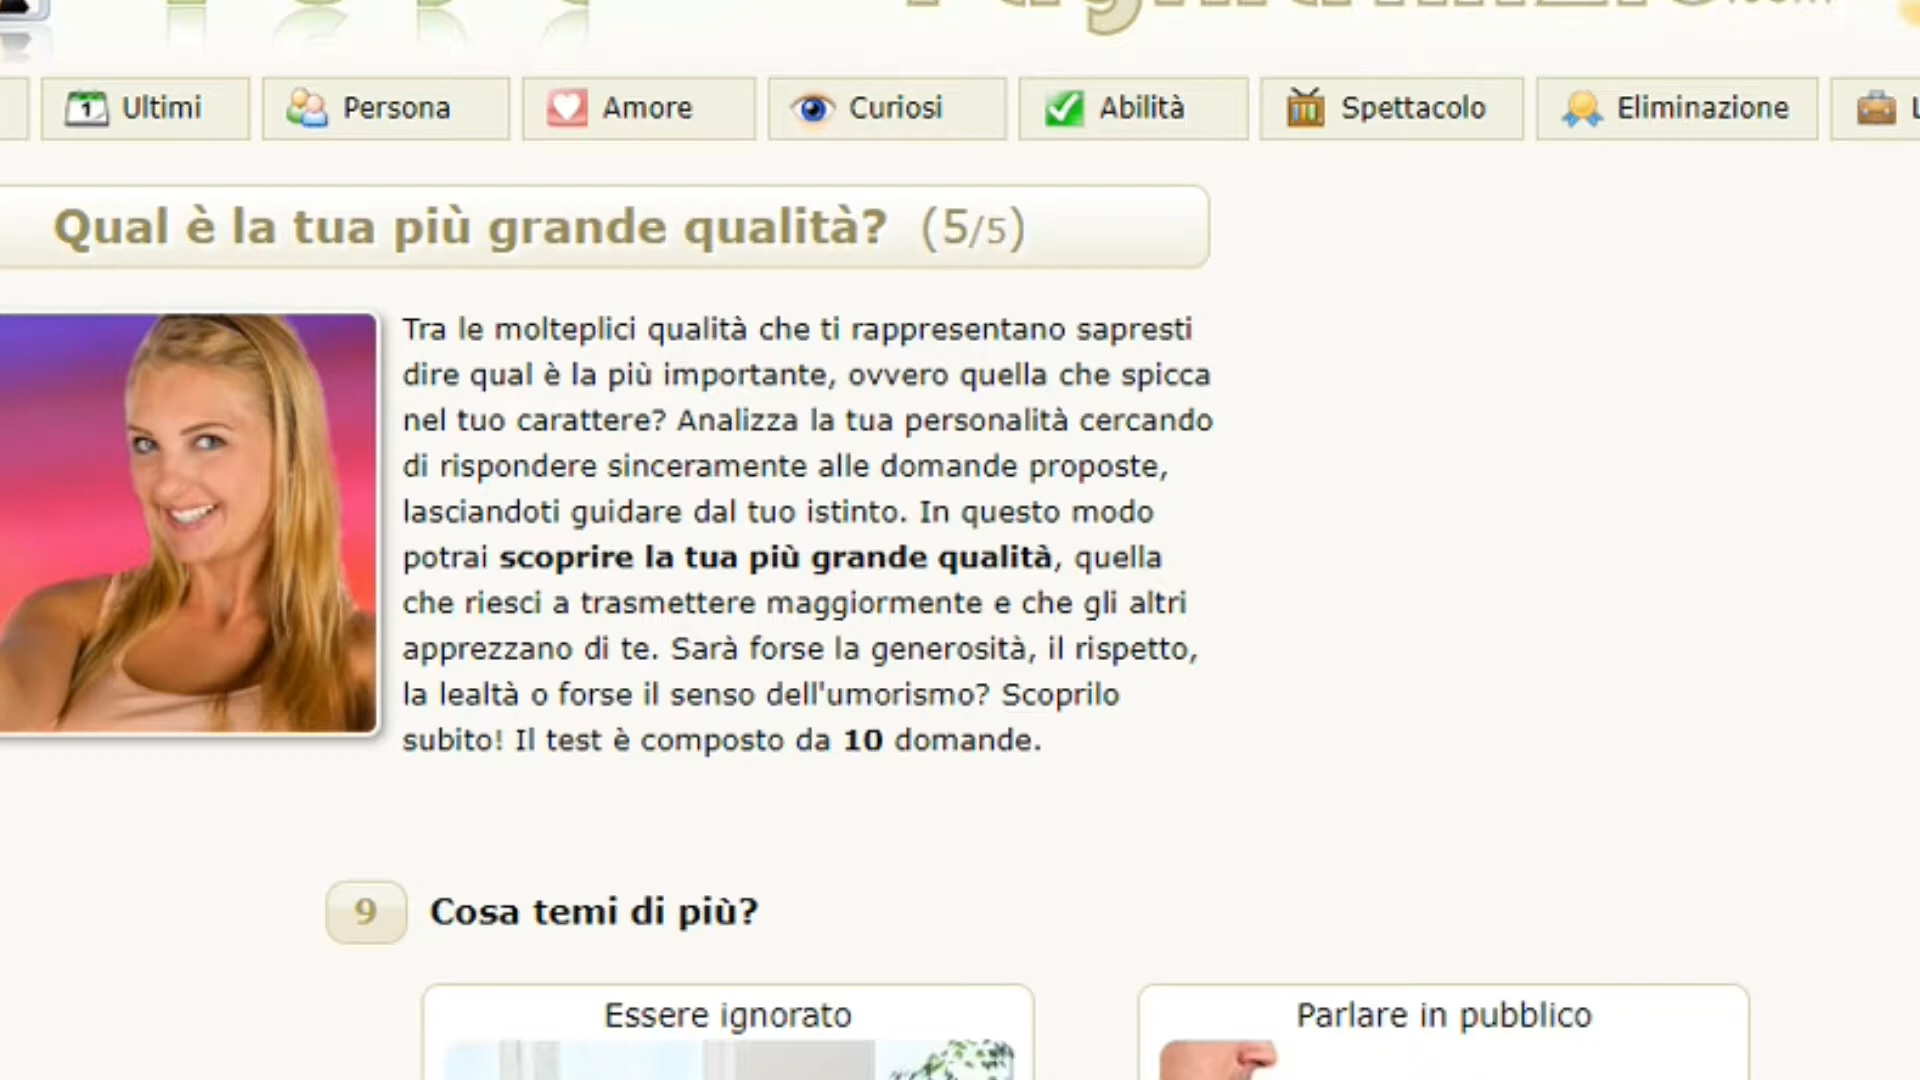 Ultimi
Persona
Amore
Curiosi
Abilità
Spettacolo
Eliminazione
Qual è la tua più grande qualità? (5/5)
Tra le molteplici qualità che ti rappresentano sapresti
dire qual è la più importante, ovvero quella che spicca
nel tuo carattere? Analizza la tua personalità cercando
di rispondere sinceramente alle domande proposte,
lasciandoti guidare dal tuo istinto. In questo modo
potrai scoprire la tua più grande qualità, quella
che riesci a trasmettere maggiormente e che gli altri
apprezzano di te. Sarà forse la generosità, il rispetto,
la lealtà o forse il senso dell'umorismo? Scoprilo
subito! Il test è composto da 10 domande.
9 Cosa temi di più?
Essere ignorato
Parlare in pubblico